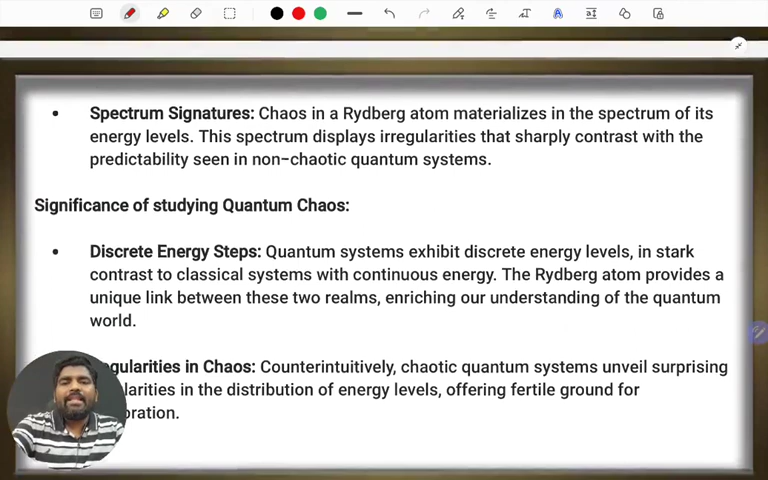 • Spectrum Signatures: Chaos in a Rydberg atom materializes in the spectrum of its
energy levels. This spectrum displays irregularities that sharply contrast with the
predictability seen in non-chaotic quantum systems.
Significance of studying Quantum Chaos:
• Discrete Energy Steps: Quantum systems exhibit discrete energy levels, in stark
contrast to classical systems with continuous energy. The Rydberg atom provides a
unique link between these two realms, enriching our understanding of the quantum
world.
in Chaos: Counterintuitively, chaotic quantum systems unveil surprising
in the distribution of energy levels, offering fertile ground for